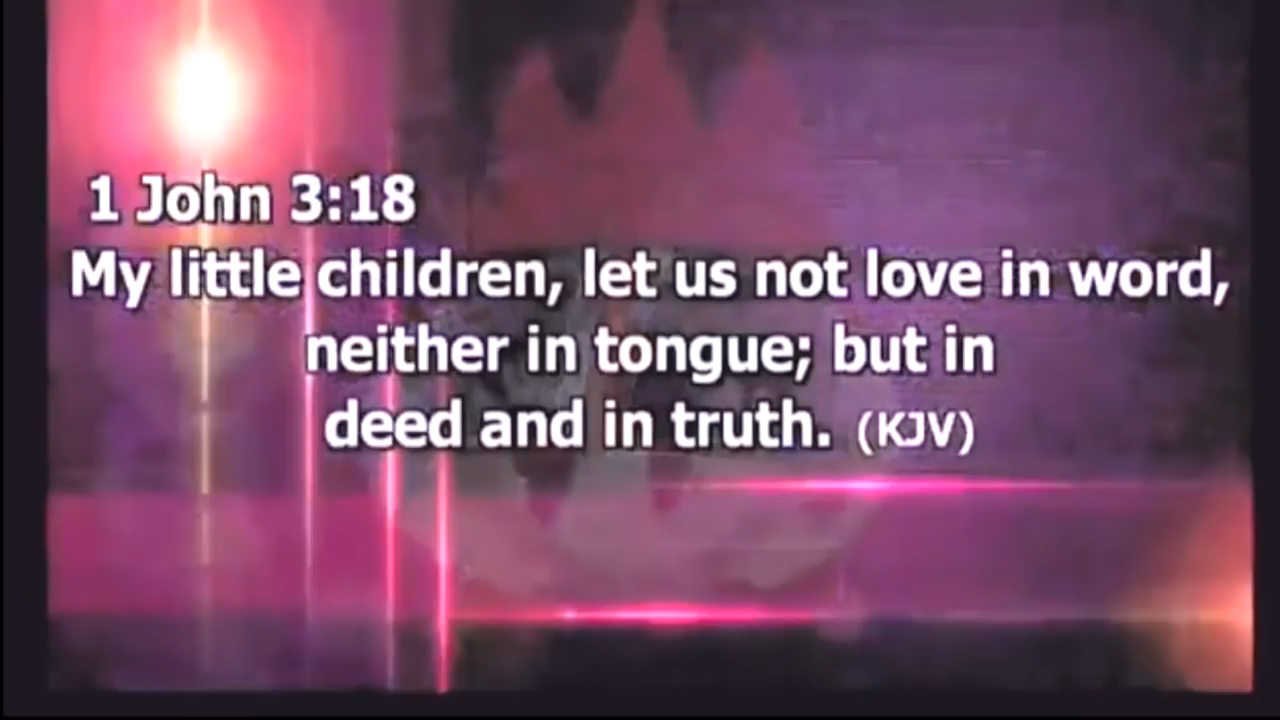 1 John 3:18
My little children, let us not love in word,
neither in tongue; but in
deed and in truth. (KJV)